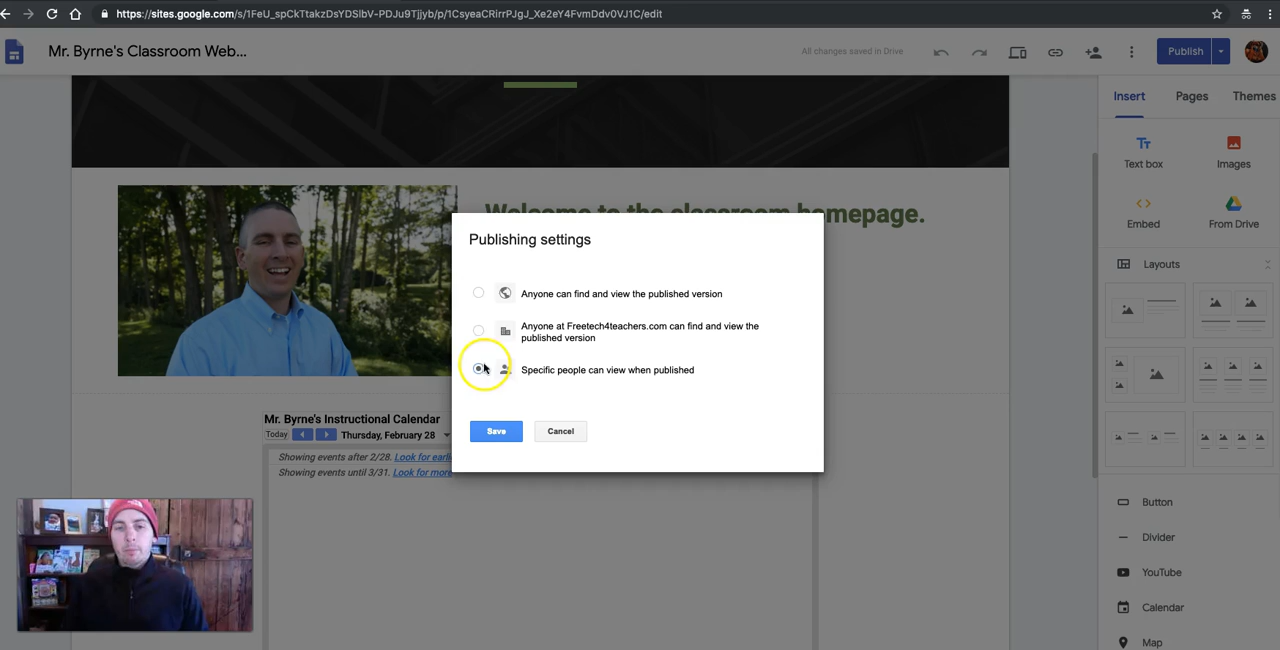 https://sites.google.com/s/1FeU_spCkTtakzDsYDSlbV-PDJu9Tjjyb/p/1CsyeaCRirrPJgJ_Xe2eY4FvmDdv0VJ1C/edit
Mr. Byrne's Classroom Web...
All changes saved in Drive
Publish
Insert
Pages
Themes
Text box
Images
Embed
From Drive
Layouts
Button
Divider
YouTube
Calendar
Map
Welcome to the classroom homepage.
Publishing settings
Anyone can find and view the published version
Anyone at Freetech4teachers.com can find and view the
published version
Specific people can view when published
Save
Cancel
Mr. Byrne's Instructional Calendar
Today
Thursday, February 28
Showing events after 2/28. Look for earli
Showing events until 3/31. Look for more